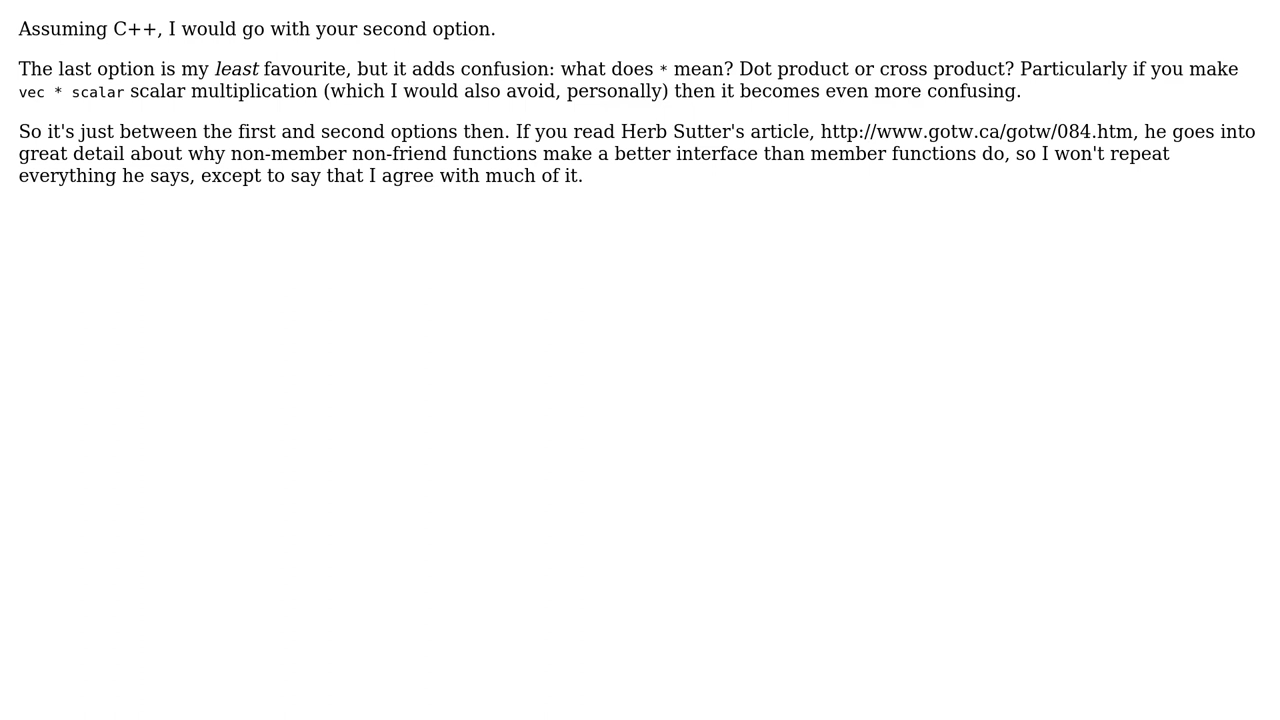 Assuming C++, I would go with your second option.
The last option is my least favourite, but it adds confusion: what does * mean? Dot product or cross product? Particularly if you make
vec * scalar scalar multiplication (which I would also avoid, personally) then it becomes even more confusing.
So it's just between the first and second options then. If you read Herb Sutter's article, http://www.gotw.ca/gotw/084.htm, he goes into
great detail about why non-member non-friend functions make a better interface than member functions do, so I won't repeat
everything he says, except to say that I agree with much of it.